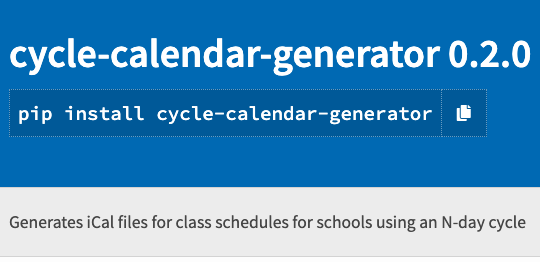 cycle-calendar-generator 0.2.0
pip install cycle-calendar-generator
Generates iCal files for class schedules for schools using an N-day cycle